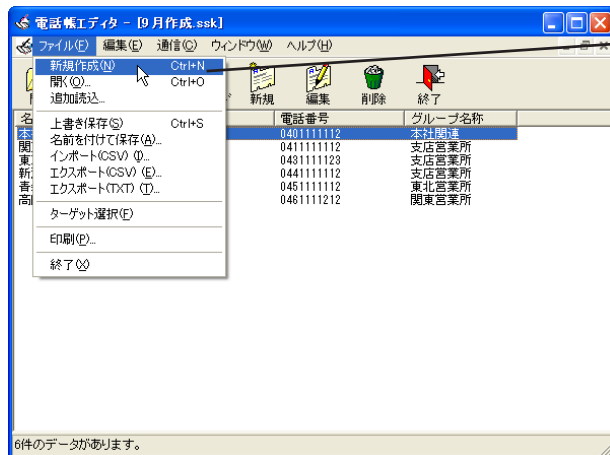 電話帳エディタ - [9月作成.ssk]
ファイル(F) 編集(E) 通信(C) ウィンドウ(W) ヘルプ(H)
新規作成(N) Ctrl+N
開く(O)... Ctrl+O
追加読込...
上書き保存(S) Ctrl+S
名前を付けて保存(A)...
インポート(CSV) (I)...
エクスポート(CSV) (E)...
エクスポート(TXT) (T)...
ターゲット選択(F)
印刷(P)...
終了(X)
新規 編集 削除 終了
電話番号 グループ名称
0401111112 本社関連
0411111112 支店営業所
0431111123 支店営業所
0441111112 支店営業所
0451111112 東北営業所
0461111212 関東営業所
6件のデータがあります。